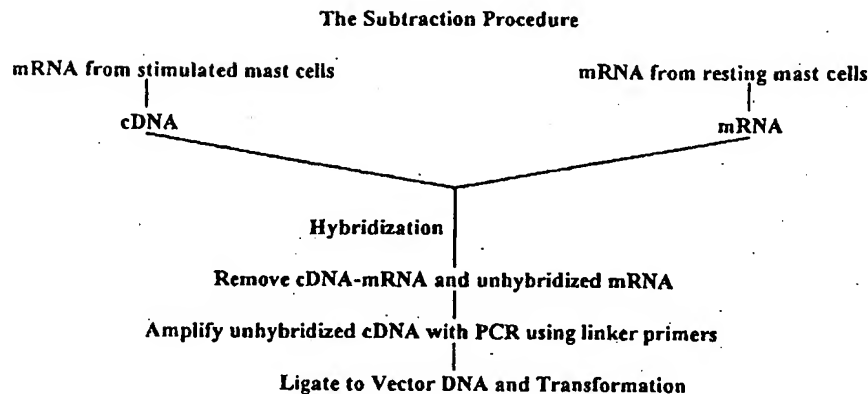 The Subtraction Procedure
mRNA from stimulated mast cells
mRNA from resting mast cells
cDNA
mRNA
Hybridization
Remove cDNA-mRNA and unhybridized mRNA
Amplify unhybridized cDNA with PCR using linker primers
Ligate to Vector DNA and Transformation